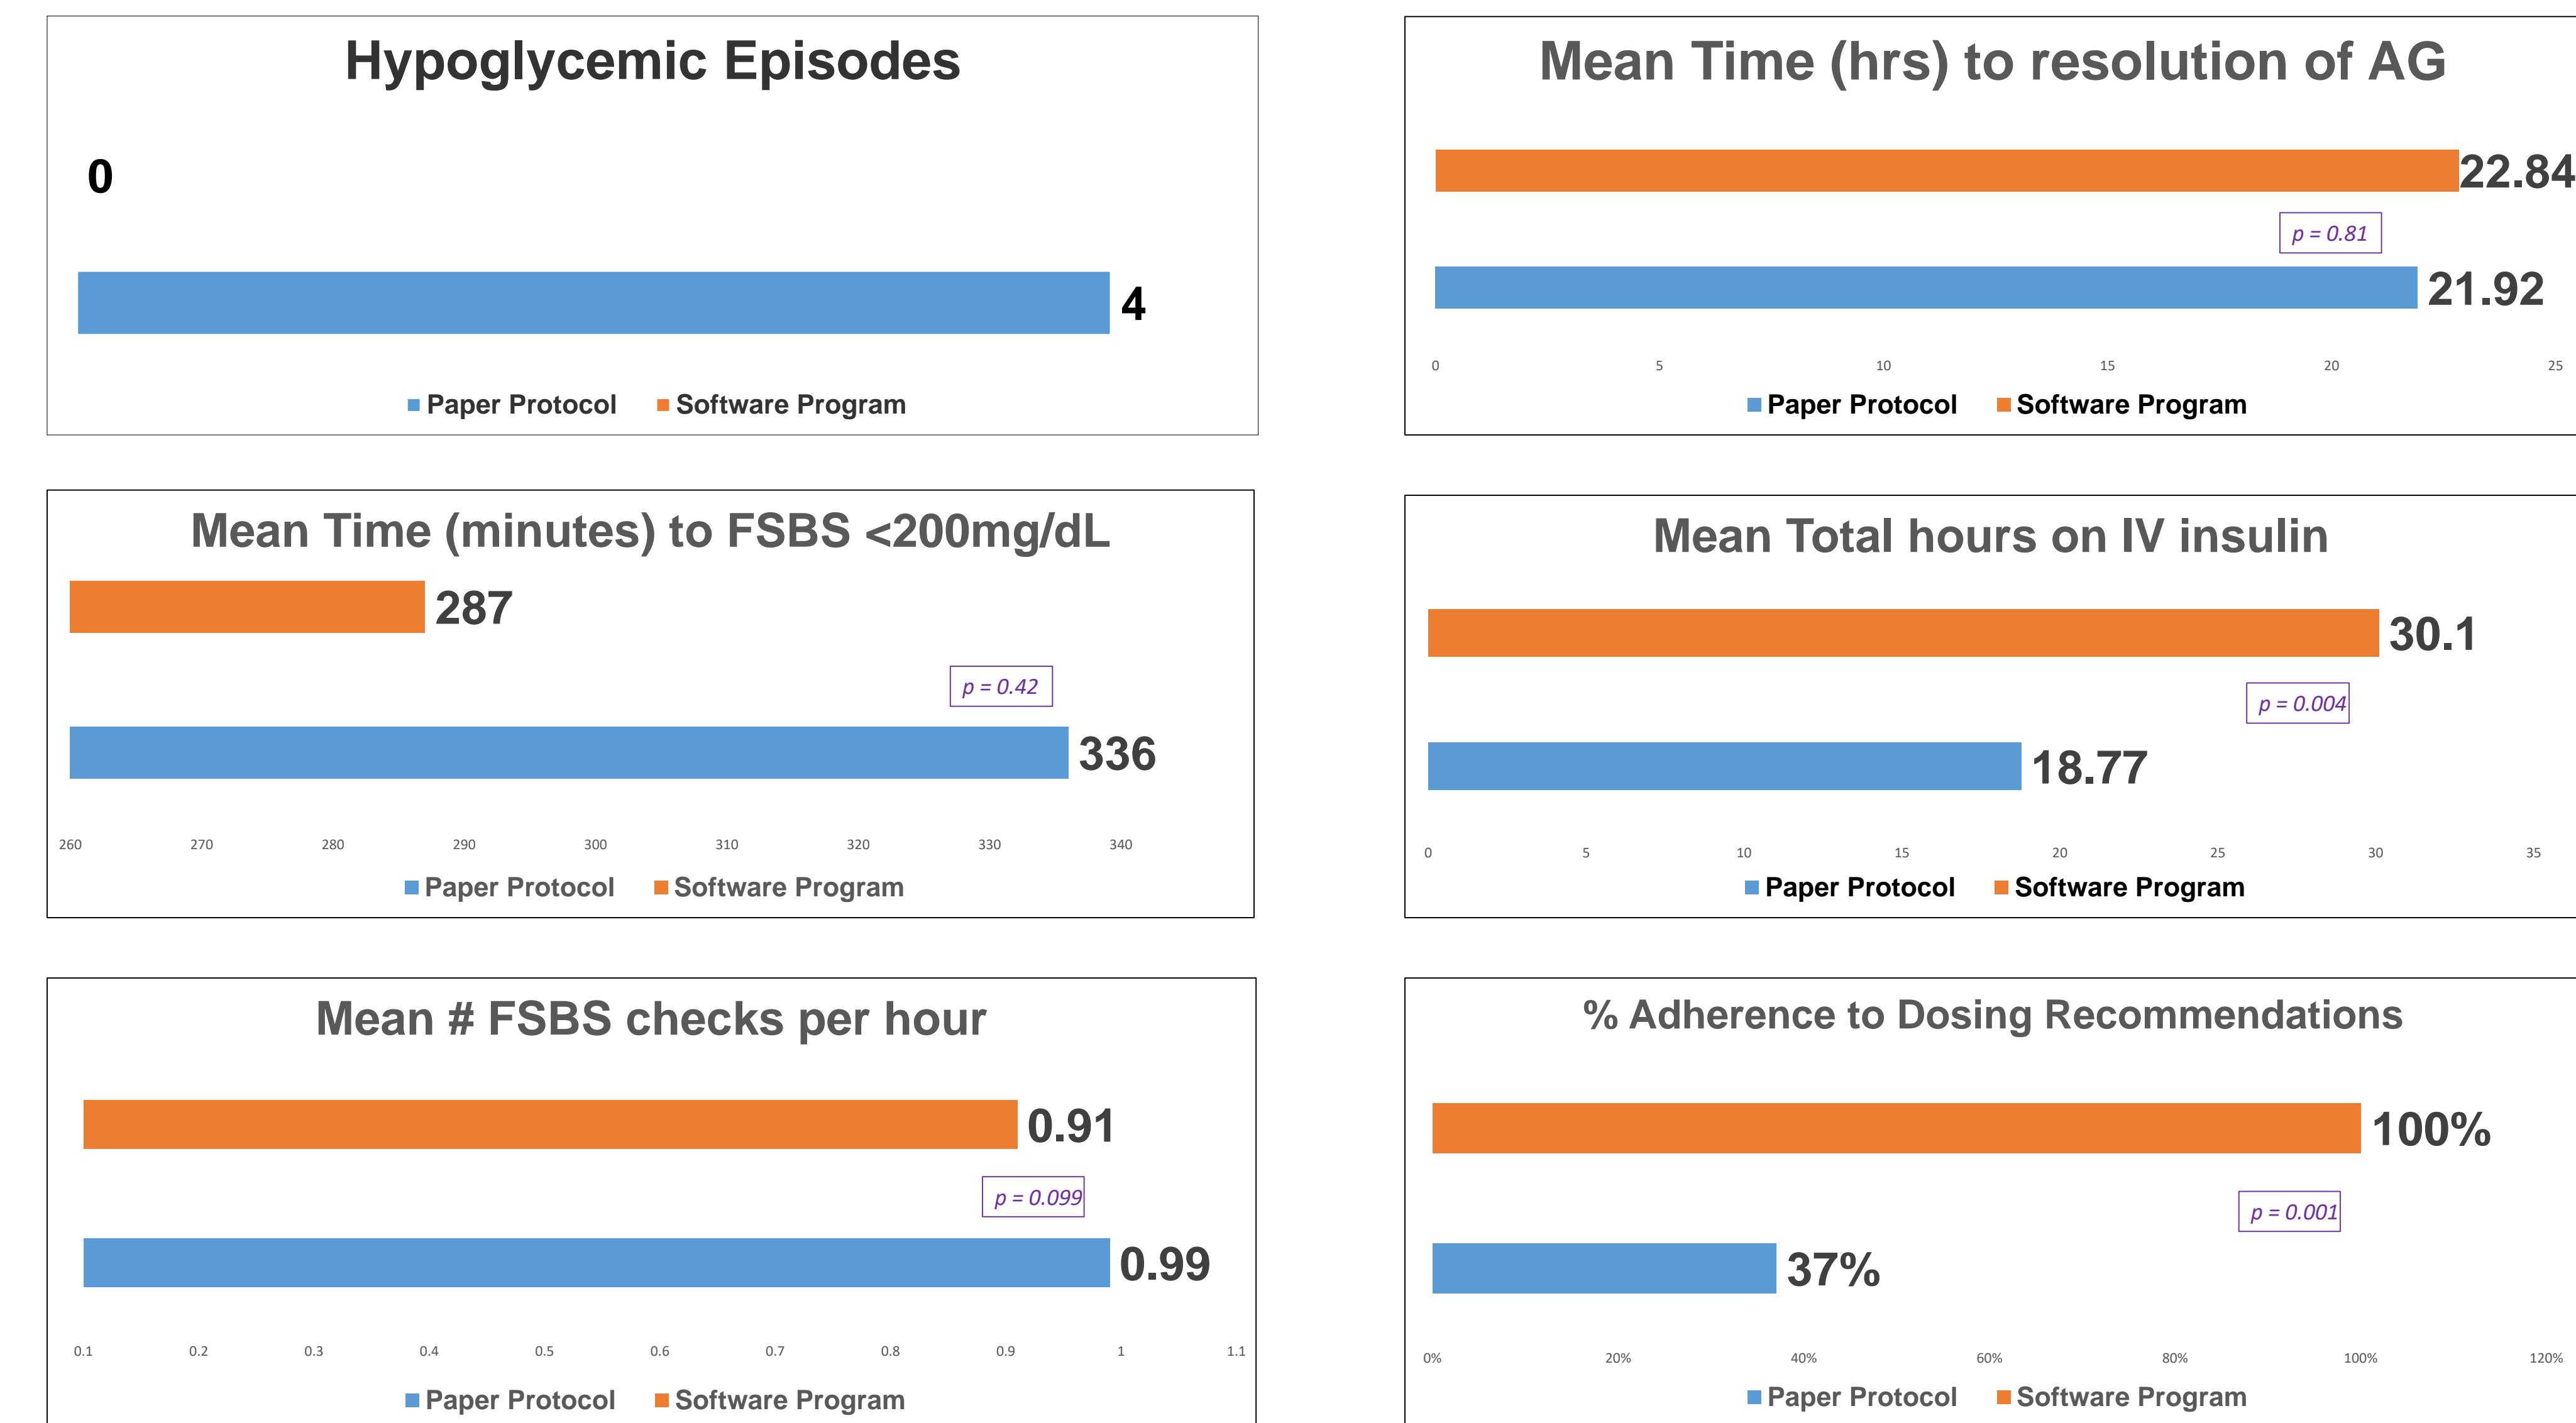 Hypoglycemic Episodes
0
4
Paper Protocol Software Program
Mean Time (hrs) to resolution of AG
22.84
p = 0.81
21.92
0 5 10 15 20 25
Paper Protocol Software Program
Mean Time (minutes) to FSBS <200mg/dL
287
p = 0.42
336
260 270 280 290 300 310 320 330 340
Paper Protocol Software Program
Mean Total hours on IV insulin
30.1
p = 0.004
18.77
0 5 10 15 20 25 30 35
Paper Protocol Software Program
Mean # FSBS checks per hour
0.91
p = 0.099
0.99
0.1 0.2 0.3 0.4 0.5 0.6 0.7 0.8 0.9 1 1.1
Paper Protocol Software Program
% Adherence to Dosing Recommendations
100%
p = 0.001
37%
0% 20% 40% 60% 80% 100% 120%
Paper Protocol Software Program